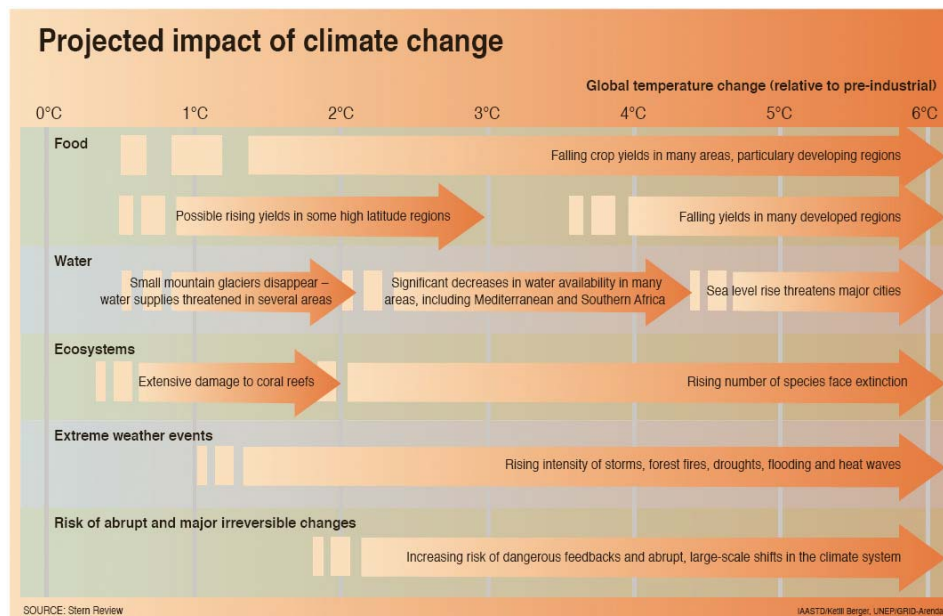 Projected impact of climate change
Global temperature change (relative to pre-industrial)
0°C 1°C 2°C 3°C 4°C 5°C 6°C
Food
Falling crop yields in many areas, particulary developing regions
Possible rising yields in some high latitude regions
Falling yields in many developed regions
Water
Small mountain glaciers disappear –
water supplies threatened in several areas
Significant decreases in water availability in many
areas, including Mediterranean and Southern Africa
Sea level rise threatens major cities
Ecosystems
Extensive damage to coral reefs
Rising number of species face extinction
Extreme weather events
Rising intensity of storms, forest fires, droughts, flooding and heat waves
Risk of abrupt and major irreversible changes
Increasing risk of dangerous feedbacks and abrupt, large-scale shifts in the climate system
SOURCE: Stern Review
IAASTD/Ketill Berger, UNEP/GRID-Arendal